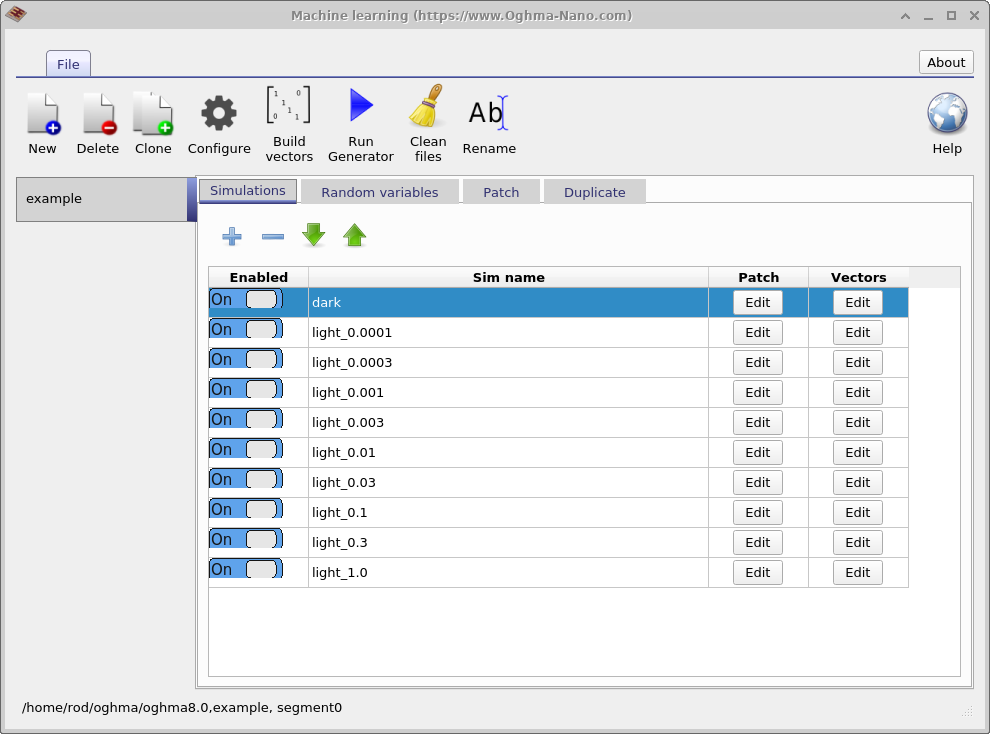 Machine learning (https://www.Oghma-Nano.com)
File
About
New
Delete
Clone
Configure
Build vectors
Run Generator
Clean files
Ab
Rename
Help
example
Simulations
Random variables
Patch
Duplicate
Enabled Sim name Patch Vectors
On dark Edit Edit
On light_0.0001 Edit Edit
On light_0.0003 Edit Edit
On light_0.001 Edit Edit
On light_0.003 Edit Edit
On light_0.01 Edit Edit
On light_0.03 Edit Edit
On light_0.1 Edit Edit
On light_0.3 Edit Edit
On light_1.0 Edit Edit
/home/rod/oghma/oghma8.0,example, segment0